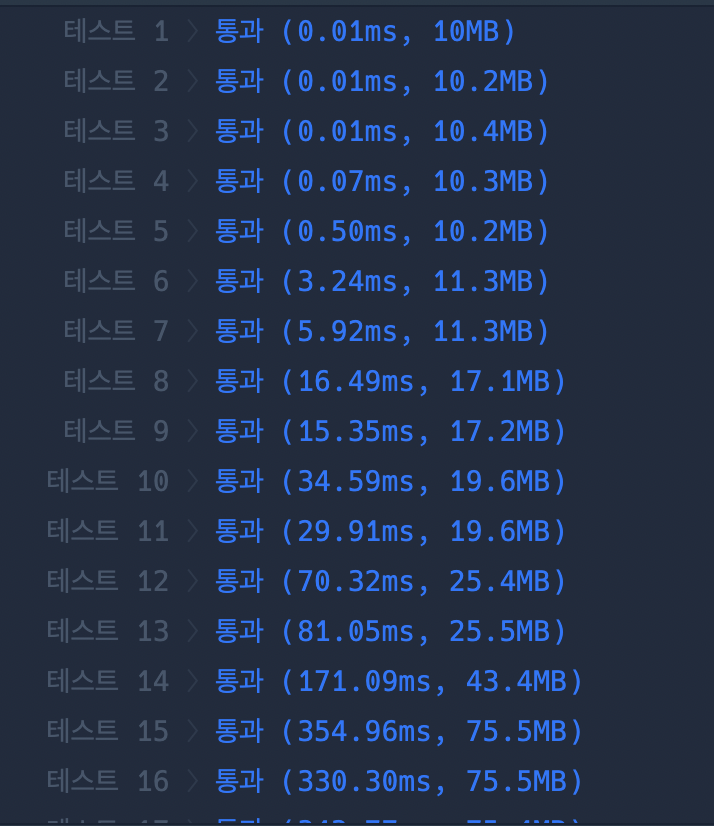 테스트 1 〉 통과 (0.01ms, 10MB)
테스트 2 〉 통과 (0.01ms, 10.2MB)
테스트 3 〉 통과 (0.01ms, 10.4MB)
테스트 4 〉 통과 (0.07ms, 10.3MB)
테스트 5 〉 통과 (0.50ms, 10.2MB)
테스트 6 〉 통과 (3.24ms, 11.3MB)
테스트 7 〉 통과 (5.92ms, 11.3MB)
테스트 8 〉 통과 (16.49ms, 17.1MB)
테스트 9 〉 통과 (15.35ms, 17.2MB)
테스트 10 〉 통과 (34.59ms, 19.6MB)
테스트 11 〉 통과 (29.91ms, 19.6MB)
테스트 12 〉 통과 (70.32ms, 25.4MB)
테스트 13 〉 통과 (81.05ms, 25.5MB)
테스트 14 〉 통과 (171.09ms, 43.4MB)
테스트 15 〉 통과 (354.96ms, 75.5MB)
테스트 16 〉 통과 (330.30ms, 75.5MB)